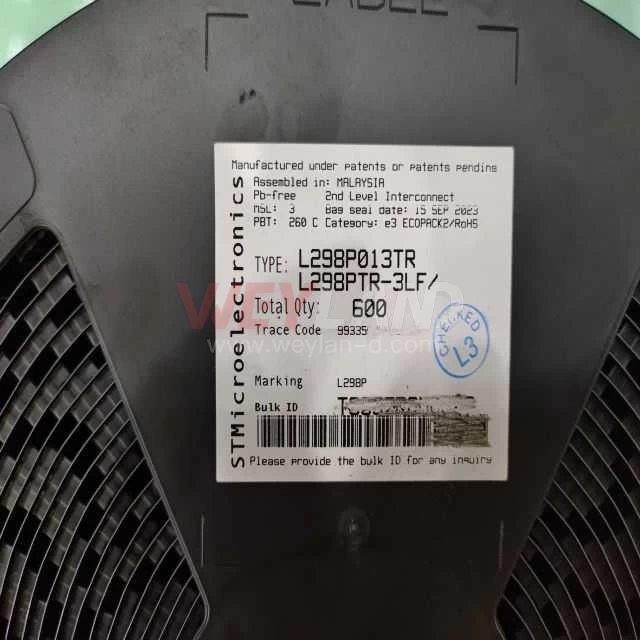 LABEL
Manufactured under patents or patents pending
STMicroelectronics
Assembled in: MALAYSIA
Pb-free 2nd Level Interconnect
MSL: 3 Bag seal date: 15 SEP 2023
PBT: 260 C Category: e3 ECOPACK2/RoHS
TYPE: L298P013TR
L298PTR-3LF/
WEYLAND
Total Qty: 600
CHECKED
L3
Trace Code 99335
www.weylan-d.com
Marking L298P
Bulk ID
Please provide the bulk ID for any inquiry